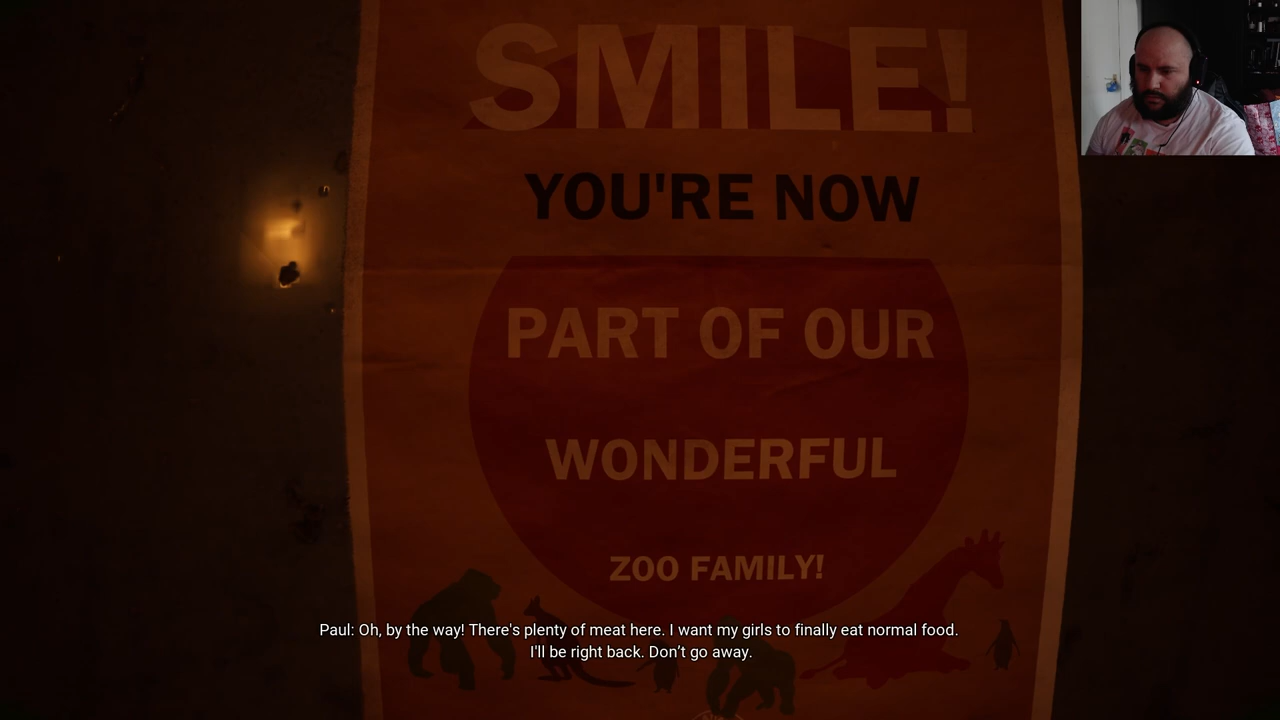 SMILE!
YOU'RE NOW
PART OF OUR
WONDERFUL
ZOO FAMILY!
Paul: Oh, by the way! There's plenty of meat here. I want my girls to finally eat normal food.
I'll be right back. Don’t go away.